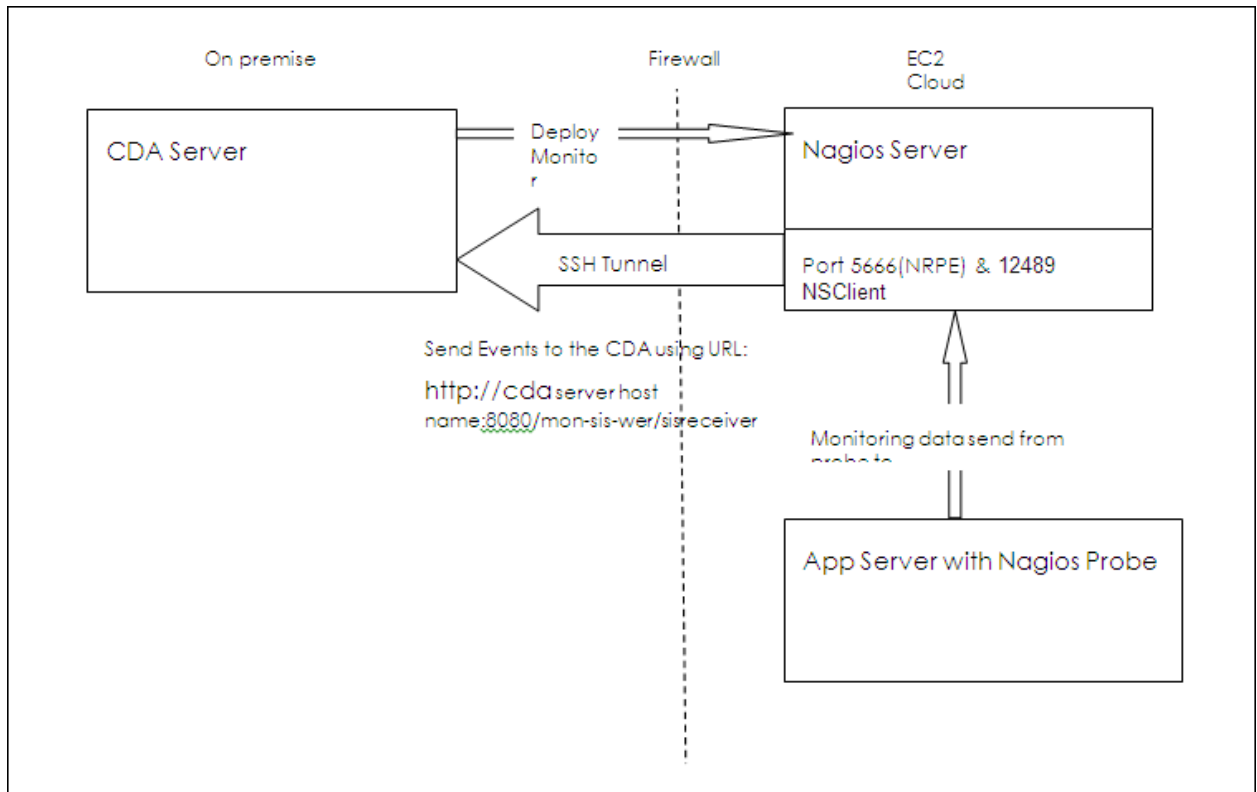 On premise
Firewall
EC2
Cloud
CDA Server
Deploy
Monito
r
Nagios Server
SSH Tunnel
Port 5666(NRPE) & 12489
NSClient
Send Events to the CDA using URL:
http://cda server host
name:8080/mon-sis-wer/sisreceiver
Monitoring data send from
probe to
App Server with Nagios Probe